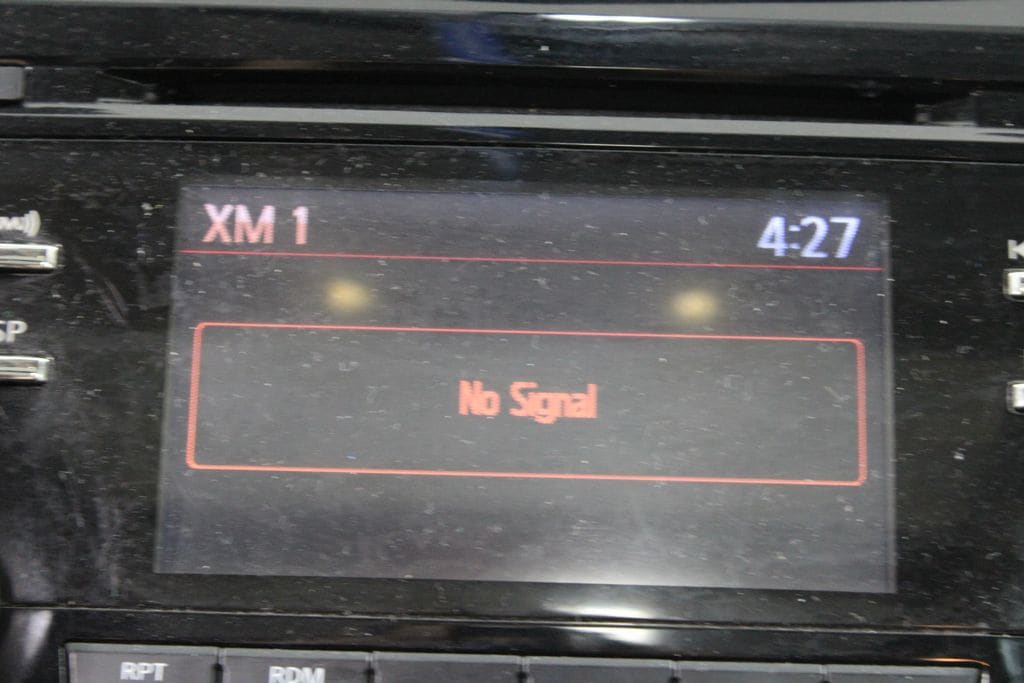 XM 1
4:27
No Signal
RPT
RDM